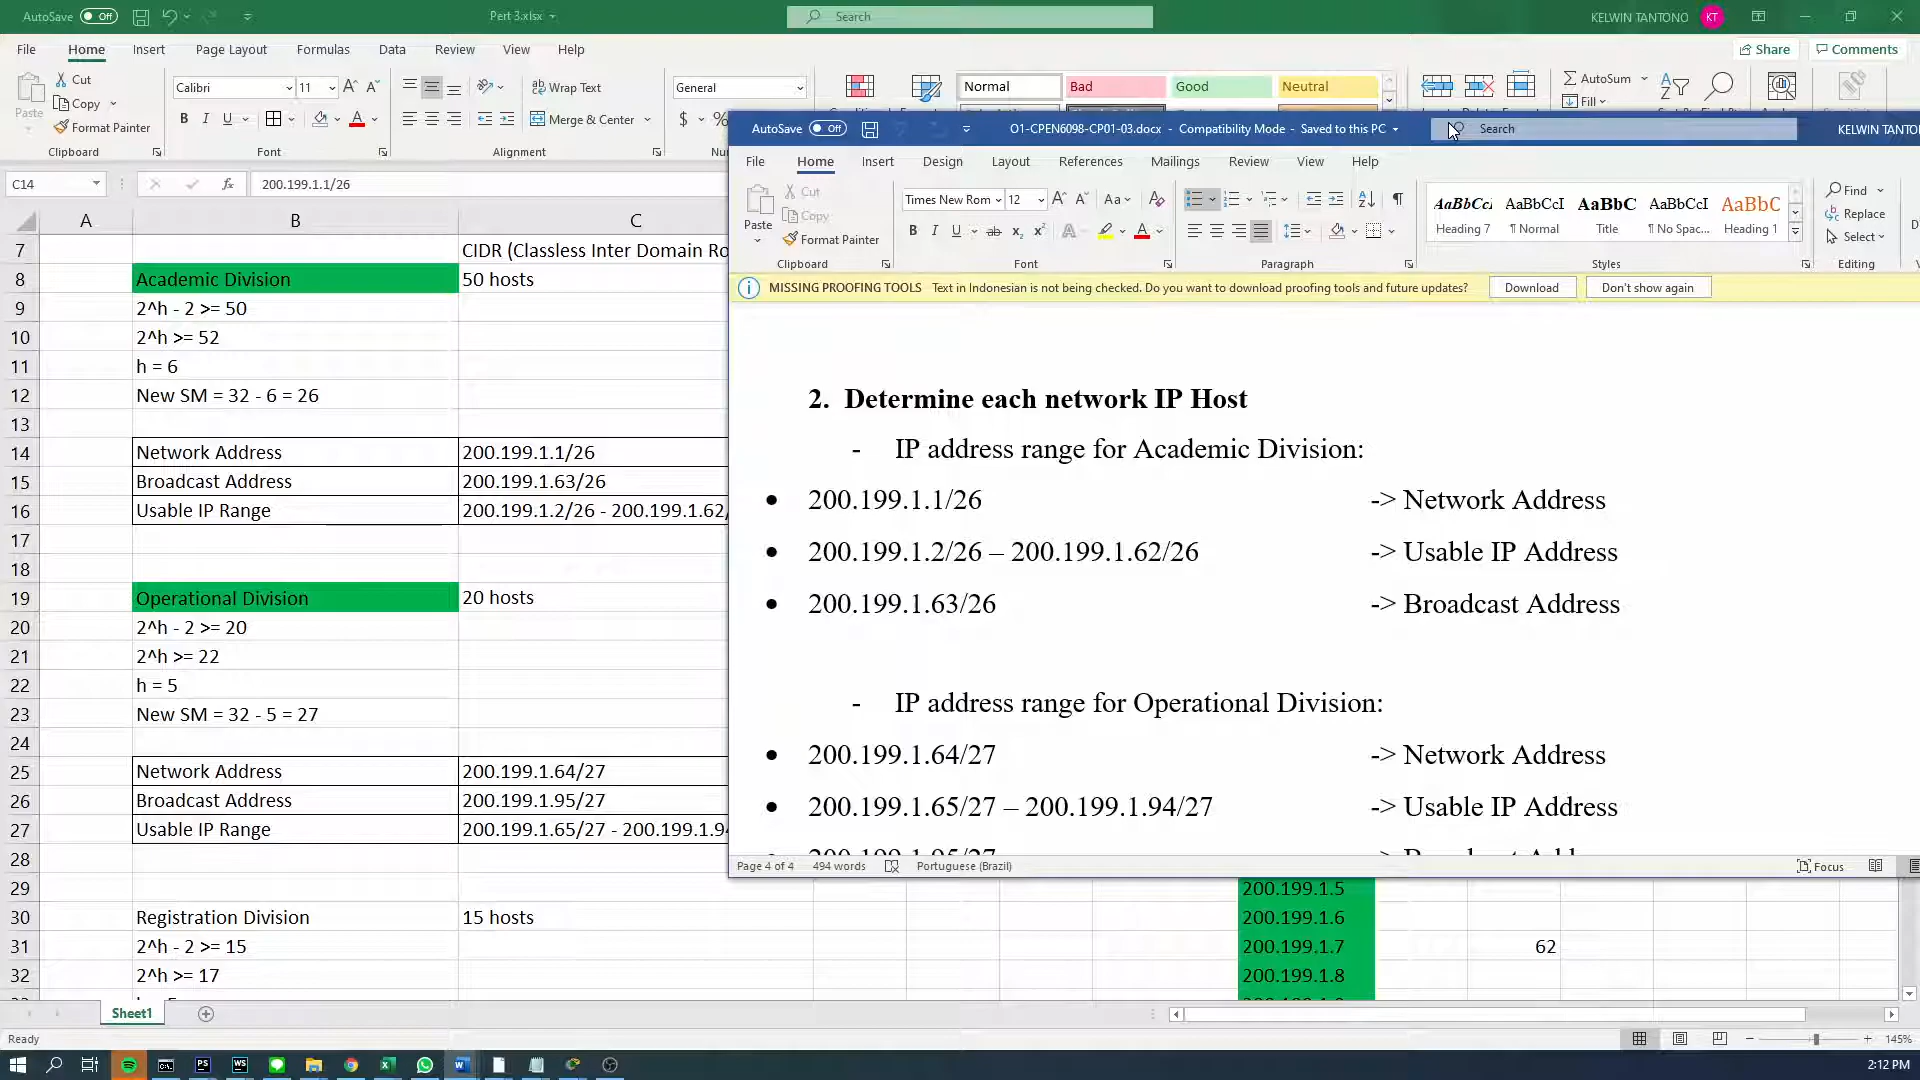 AutoSave Off Pert 3.xlsx Search KELWIN TANTONO KT
File Home Insert Page Layout Formulas Data Review View Help Share Comments
Paste Cut Copy Format Painter Clipboard
Calibri 11 B I U Font
Wrap Text Merge & Center Alignment
General $ %
Normal Bad Good Neutral
AutoSum Fill
C14 fx 200.199.1.1/26
A B C
7 CIDR (Classless Inter Domain Ro
8 Academic Division 50 hosts
9 2^h - 2 >= 50
10 2^h >= 52
11 h = 6
12 New SM = 32 - 6 = 26
13
14 Network Address 200.199.1.1/26
15 Broadcast Address 200.199.1.63/26
16 Usable IP Range 200.199.1.2/26 - 200.199.1.62/
17
18
19 Operational Division 20 hosts
20 2^h - 2 >= 20
21 2^h >= 22
22 h = 5
23 New SM = 32 - 5 = 27
24
25 Network Address 200.199.1.64/27
26 Broadcast Address 200.199.1.95/27
27 Usable IP Range 200.199.1.65/27 - 200.199.1.94
28
29 200.199.1.5
30 Registration Division 15 hosts 200.199.1.6
31 2^h - 2 >= 15 200.199.1.7 62
32 2^h >= 17 200.199.1.8
Sheet1
Ready 145%
AutoSave Off O1-CPEN6098-CP01-03.docx - Compatibility Mode - Saved to this PC Search KELWIN TANTO
File Home Insert Design Layout References Mailings Review View Help
Paste Cut Copy Format Painter Clipboard
Times New Rom 12 Aa B I U ab x₂ x² A Font
Paragraph
AaBbCcI AaBbCcI AaBbC AaBbCcI AaBbC
Heading 7 ¶ Normal Title ¶ No Spac... Heading 1
Styles
Find Replace Select Editing
MISSING PROOFING TOOLS Text in Indonesian is not being checked. Do you want to download proofing tools and future updates? Download Don't show again
2. Determine each network IP Host
- IP address range for Academic Division:
• 200.199.1.1/26 -> Network Address
• 200.199.1.2/26 – 200.199.1.62/26 -> Usable IP Address
• 200.199.1.63/26 -> Broadcast Address
- IP address range for Operational Division:
• 200.199.1.64/27 -> Network Address
• 200.199.1.65/27 – 200.199.1.94/27 -> Usable IP Address
Page 4 of 4 494 words Portuguese (Brazil) Focus
2:12 PM